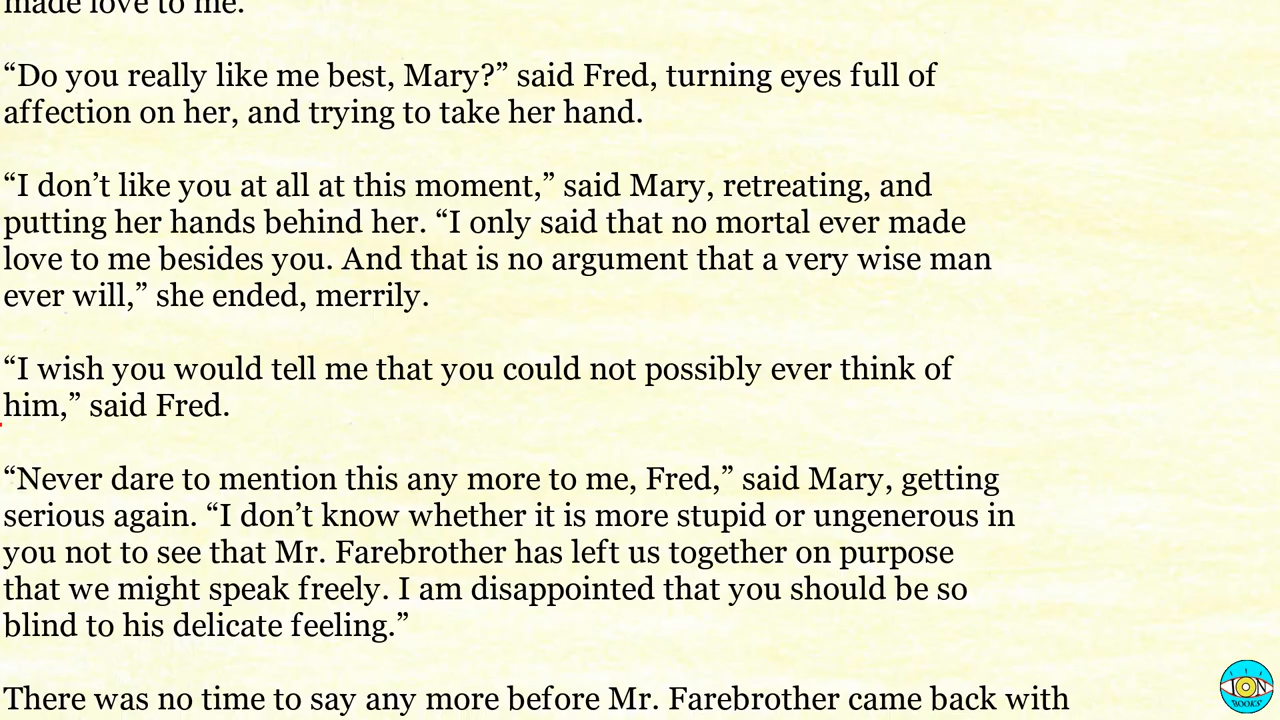 made love to me.
“Do you really like me best, Mary?” said Fred, turning eyes full of
affection on her, and trying to take her hand.
“I don’t like you at all at this moment,” said Mary, retreating, and
putting her hands behind her. “I only said that no mortal ever made
love to me besides you. And that is no argument that a very wise man
ever will,” she ended, merrily.
“I wish you would tell me that you could not possibly ever think of
him,” said Fred.
“Never dare to mention this any more to me, Fred,” said Mary, getting
serious again. “I don’t know whether it is more stupid or ungenerous in
you not to see that Mr. Farebrother has left us together on purpose
that we might speak freely. I am disappointed that you should be so
blind to his delicate feeling.”
There was no time to say any more before Mr. Farebrother came back with
ION
BOOKS